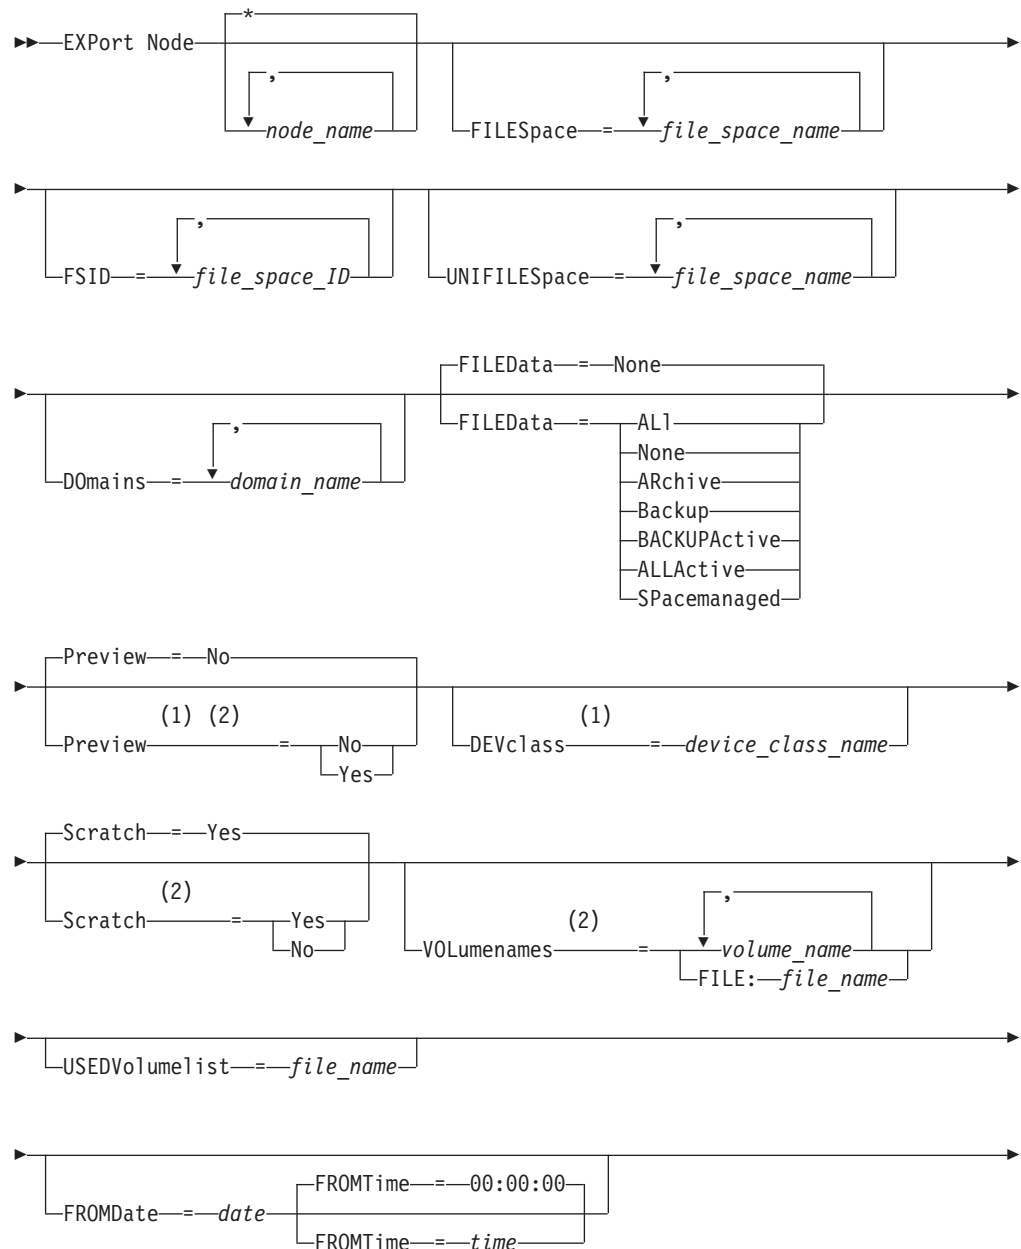 *
EXPort Node
, ,
node_name FILESpace = file_space_name
, ,
FSID = file_space_ID UNIFILESpace = file_space_name
FILEData = None
, FILEData = ALl
None
DOmains = domain_name ARchive
Backup
BACKUPActive
ALLActive
SPacemanaged
Preview = No
(1) (2) (1)
Preview = No DEVclass = device_class_name
Yes
Scratch = Yes
(2) ,
Scratch = Yes (2)
No VOLumenames = volume_name
FILE: file_name
USEDVolumelist = file_name
FROMTime = 00:00:00
FROMDate = date
FROMTime = time